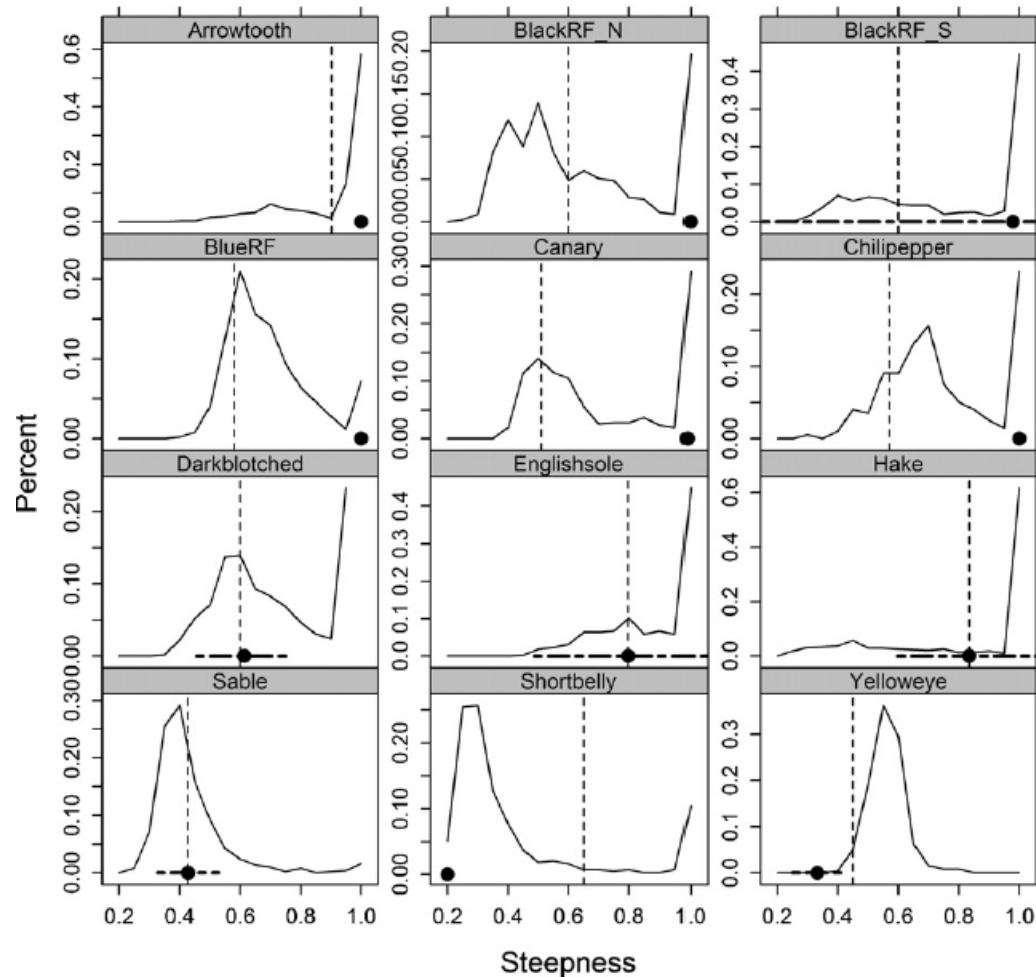 Arrowtooth BlackRF_N BlackRF_S
0.6 0.4 0.2 0.0
0.20 0.15 0.10 0.05 0.00
0.4 0.3 0.2 0.1 0.0
BlueRF Canary Chilipepper
0.20 0.10 0.00
0.30 0.20 0.10 0.00
0.20 0.10 0.00
Percent
Darkblotched Englishsole Hake
0.20 0.10 0.00
0.4 0.3 0.2 0.1 0.0
0.6 0.4 0.2 0.0
Sable Shortbelly Yelloweye
0.30 0.20 0.10 0.00
0.20 0.10 0.00
0.3 0.2 0.1 0.0
0.2 0.4 0.6 0.8 1.0 0.2 0.4 0.6 0.8 1.0 0.2 0.4 0.6 0.8 1.0
Steepness